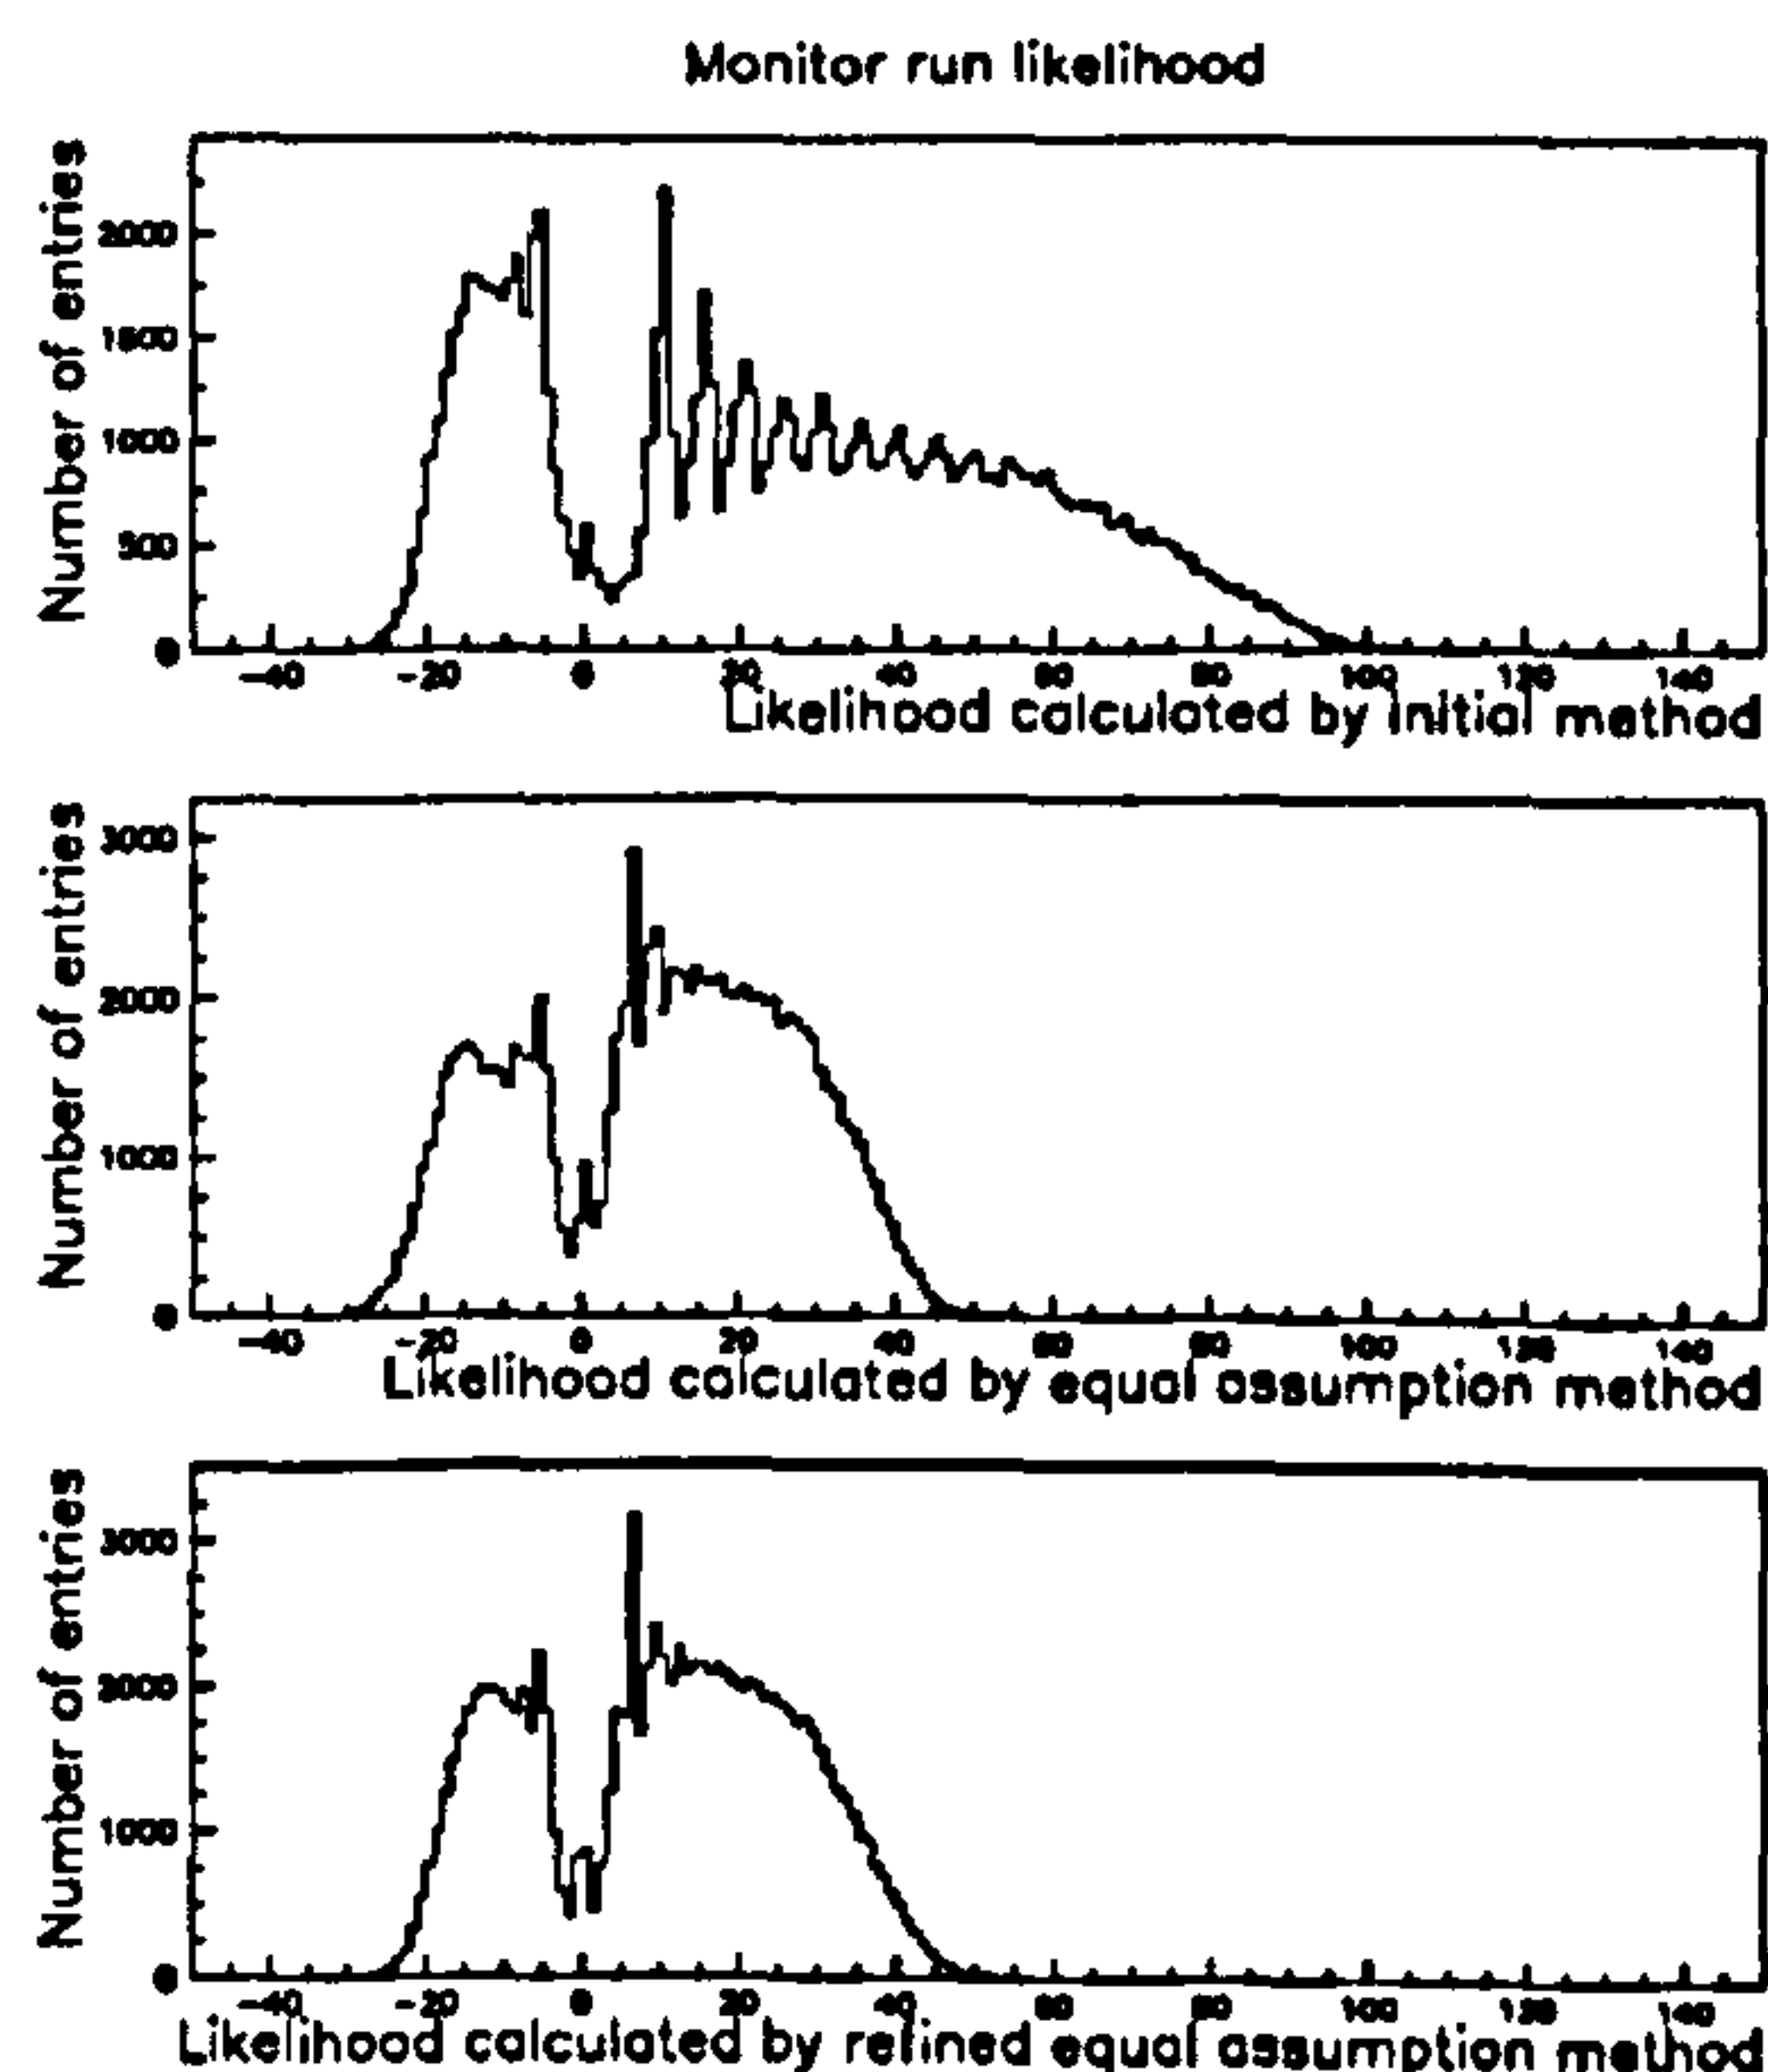 Monitor run likelihood
Number of entries
2000
1500
1000
500
0
-40 -20 0 20 40 60 80 100 120 140
Likelihood calculated by initial method
Number of entries
3000
2000
1000
0
-40 -20 0 20 40 60 80 100 120 140
Likelihood calculated by equal assumption method
Number of entries
3000
2000
1000
0
-40 -20 0 20 40 60 80 100 120 140
Likelihood calculated by refined equal assumption method